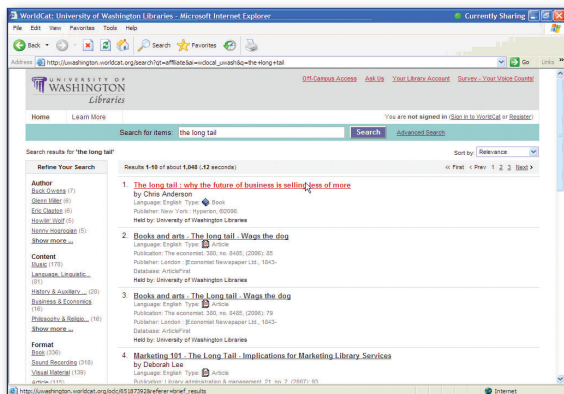 WorldCat: University of Washington Libraries - Microsoft Internet Explorer
Currently Sharing
File Edit View Favorites Tools Help
Back Search Favorites
Address http://uwashington.worldcat.org/search?qt=affiliate&ai=wclocal_uwash&q=the+long+tail Go Links
UNIVERSITY OF
WASHINGTON
Libraries
Off-Campus Access Ask Us Your Library Account Survey - Your Voice Counts!
Home Learn More
You are not signed in (Sign in to WorldCat or Register)
Search for items: the long tail Search Advanced Search
Search results for 'the long tail'
Sort by: Relevance
Refine Your Search
Results 1-10 of about 1,048 (.12 seconds)
<< First < Prev 1 2 3 Next >
Author
Buck Owens (7)
Glenn Miller (6)
Eric Clapton (6)
Howlin' Wolf (5)
Nonny Hogrogian (5)
Show more ...
Content
Music (178)
Language, Linguistic...
(81)
History & Auxiliary ... (20)
Business & Economics
(16)
Philosophy & Religio... (16)
Show more ...
Format
Book (336)
Sound Recording (318)
Visual Material (139)
Article (115)
1. The long tail : why the future of business is selling less of more
by Chris Anderson
Language: English Type: Book
Publisher: New York : Hyperion, ©2006.
Held by: University of Washington Libraries
2. Books and arts - The long tail - Wags the dog
Language: English Type: Article
Publication: The economist. 380, no. 8485, (2006): 85
Publisher: London : [Economist Newspaper Ltd., 1843-
Database: ArticleFirst
Held by: University of Washington Libraries
3. Books and arts - The Long tail - Wags the dog
Language: English Type: Article
Publication: The economist. 380, no. 8485, (2006): 79
Publisher: London : [Economist Newspaper Ltd., 1843-
Database: ArticleFirst
Held by: University of Washington Libraries
4. Marketing 101 - The Long Tail - Implications for Marketing Library Services
by Deborah Lee
Language: English Type: Article
Publication: Library administration & management. 21, no. 2, (2007): 93
http://uwashington.worldcat.org/oclc/85187392&referer=brief_results
Internet